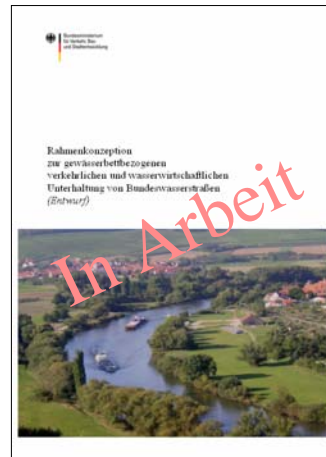 Bundesministerium
für Verkehr, Bau
und Stadtentwicklung
Rahmenkonzeption
zur gewässerbettbezogenen
verkehrlichen und wasserwirtschaftlichen
Unterhaltung von Bundeswasserstraßen
(Entwurf)
In Arbeit